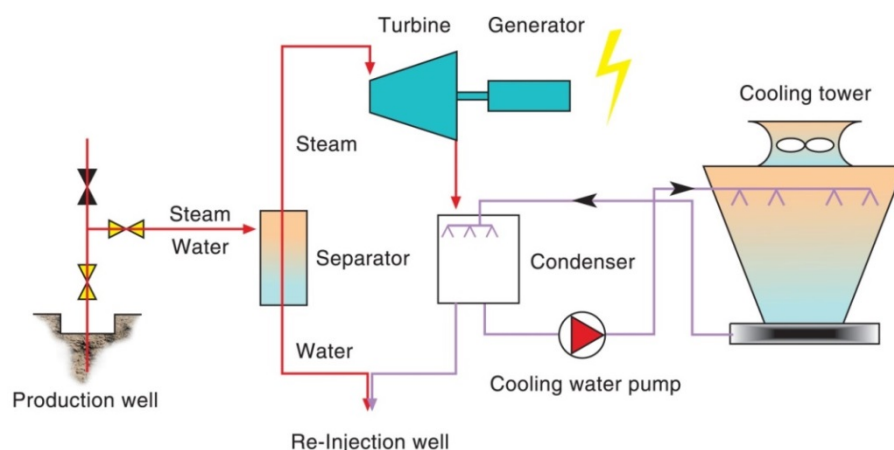 Turbine
Generator
Cooling tower
Steam
Steam
Water
Separator
Condenser
Water
Cooling water pump
Production well
Re-Injection well